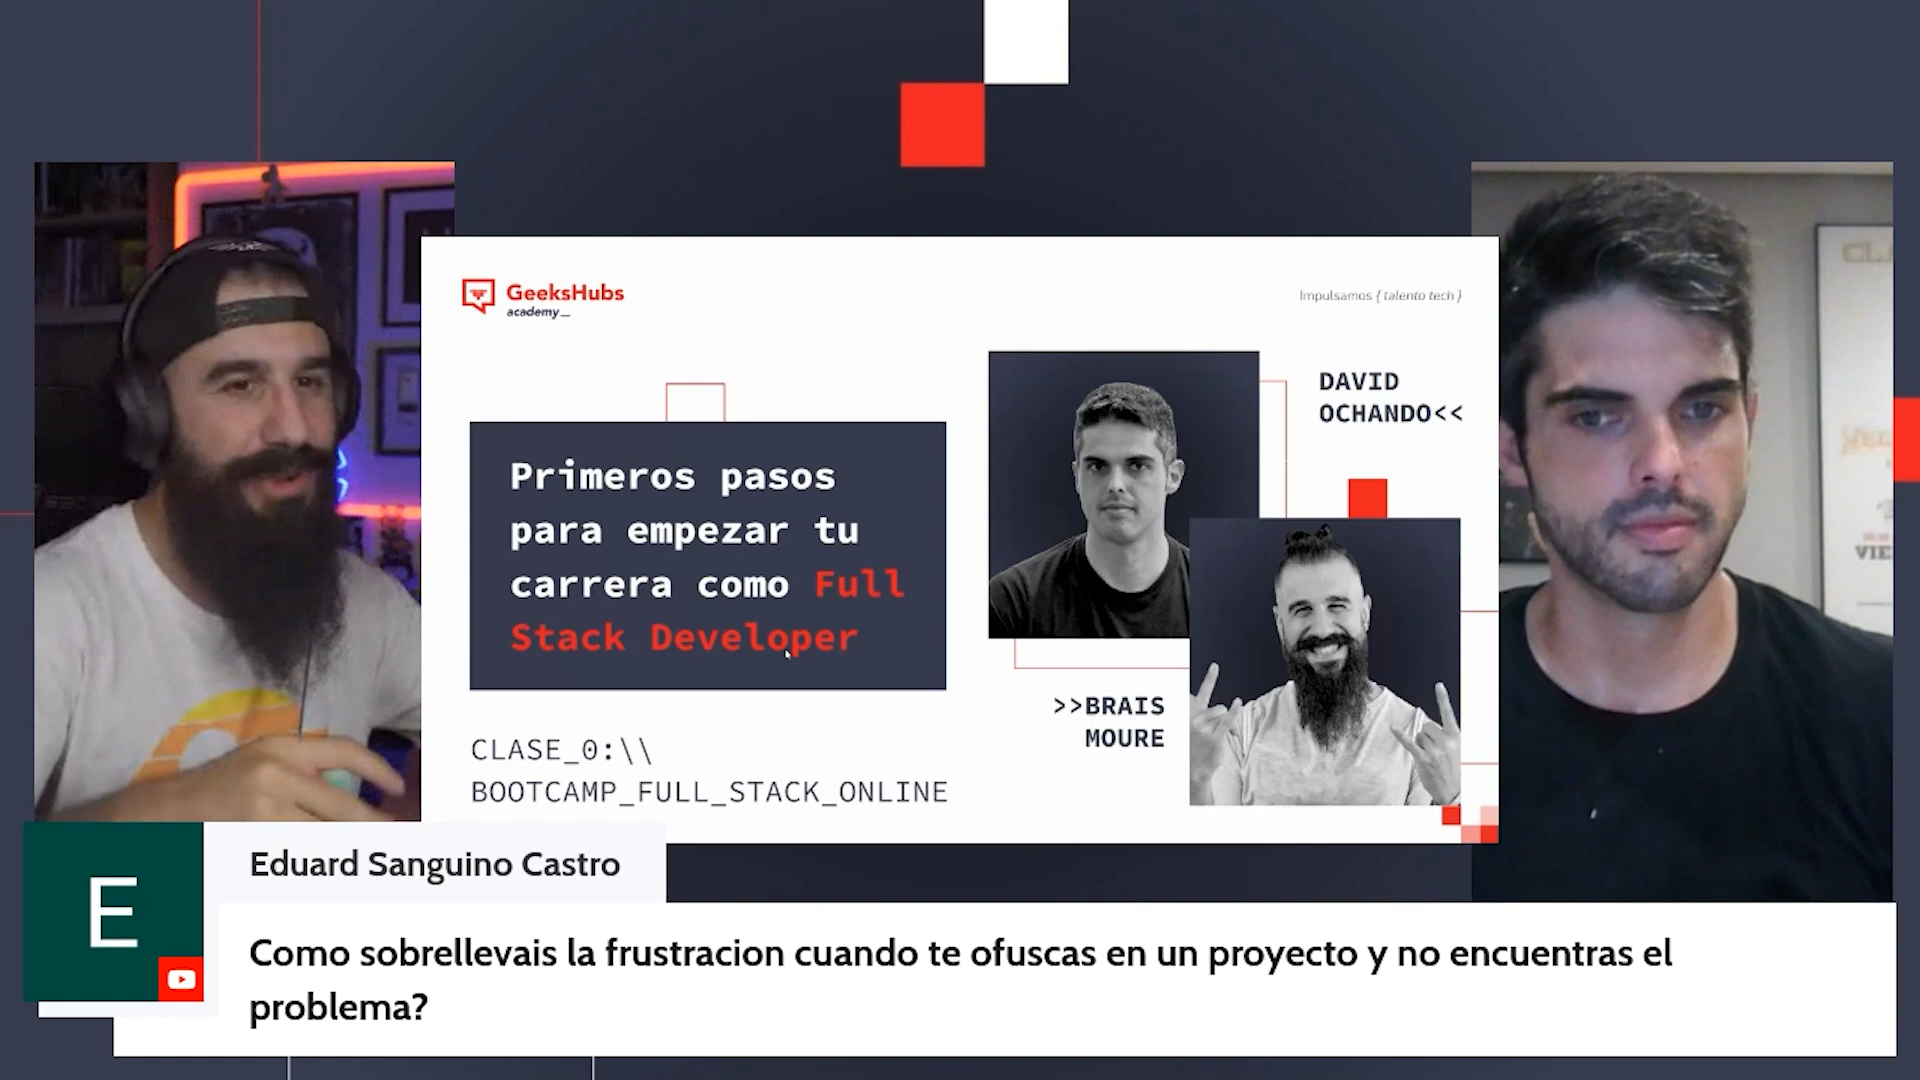 GeeksHubs
academy_
Impulsamos { talento tech }
DAVID
OCHANDO<<
Primeros pasos
para empezar tu
carrera como Full
Stack Developer
>>BRAIS
MOURE
CLASE_0:\\
BOOTCAMP_FULL_STACK_ONLINE
E
Eduard Sanguino Castro
Como sobrellevais la frustracion cuando te ofuscas en un proyecto y no encuentras el
problema?